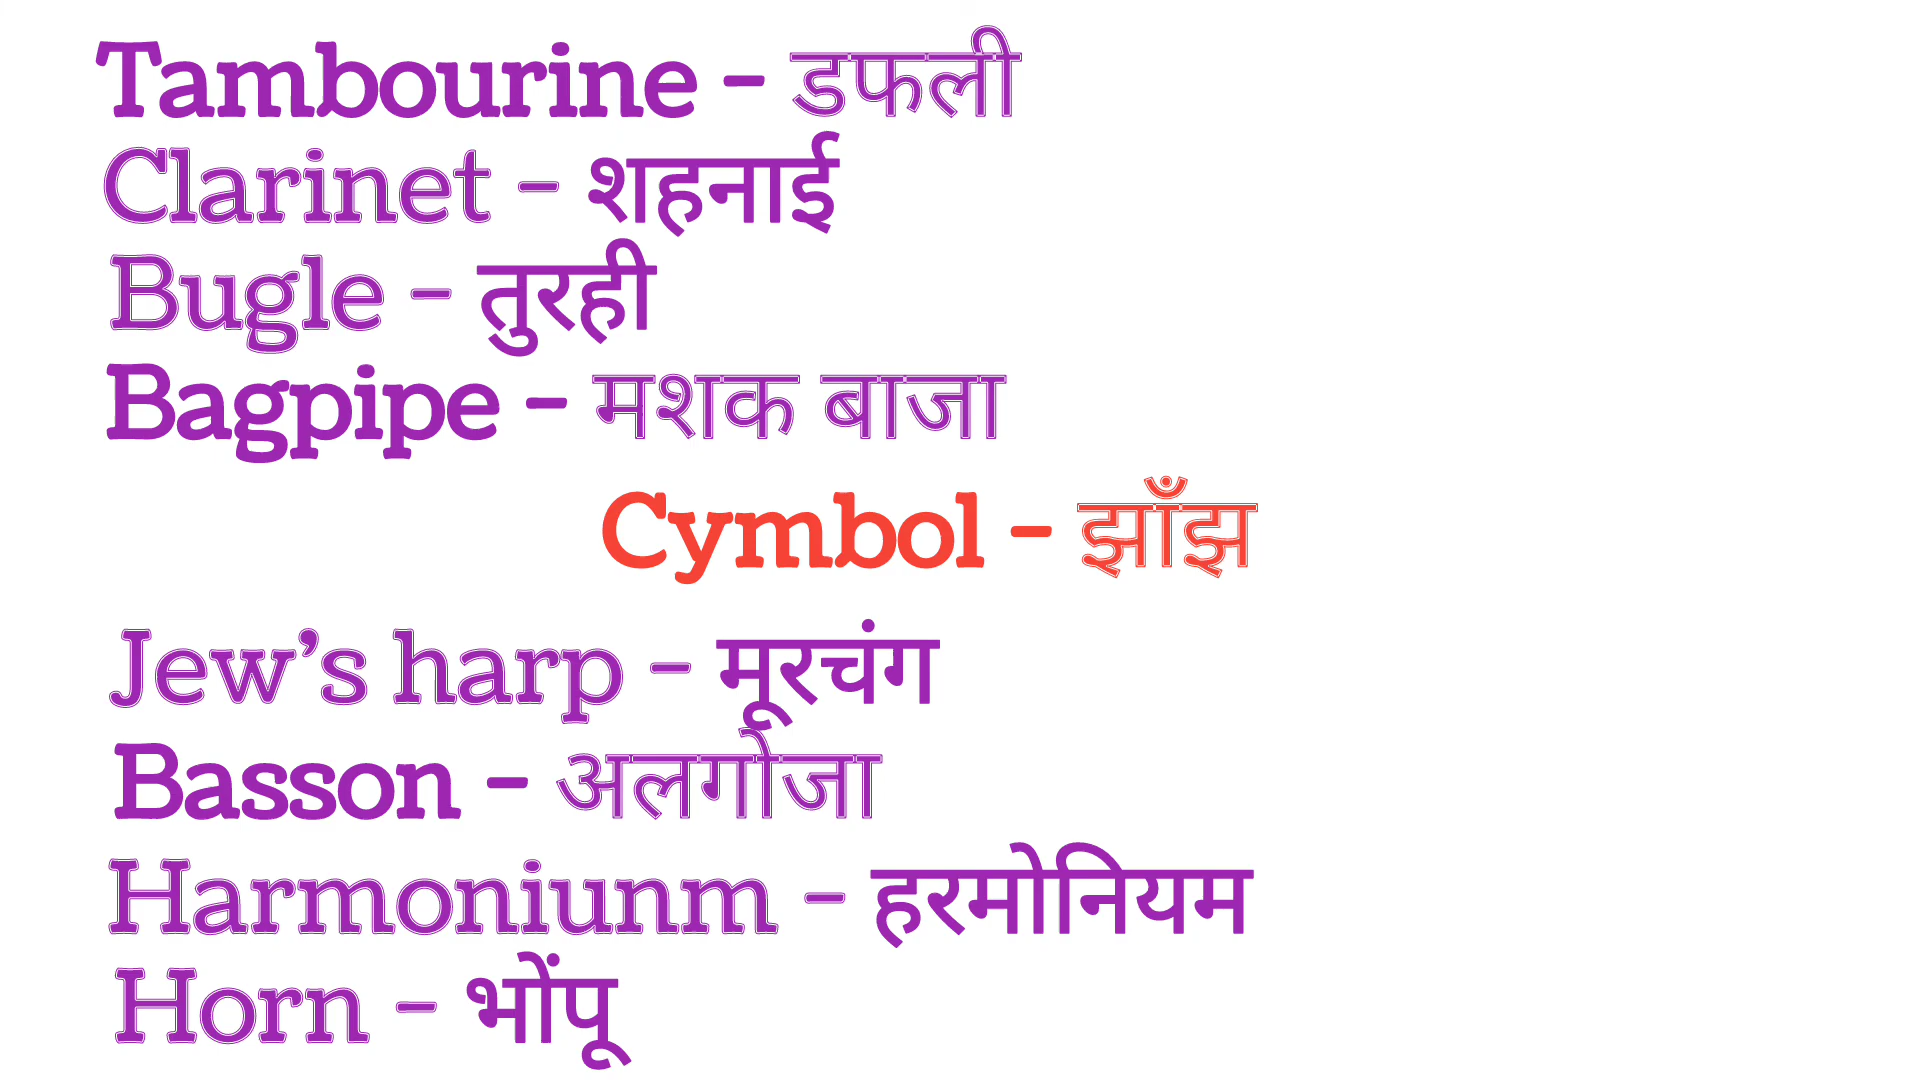 Tambourine - डफली
Clarinet - शहनाई
Bugle - तुरही
Bagpipe - मशक बाजा
Cymbol - झाँझ
Jew’s harp - मूरचंग
Basson - अलगोजा
Harmoniunm - हरमोनियम
Horn - भोंपू